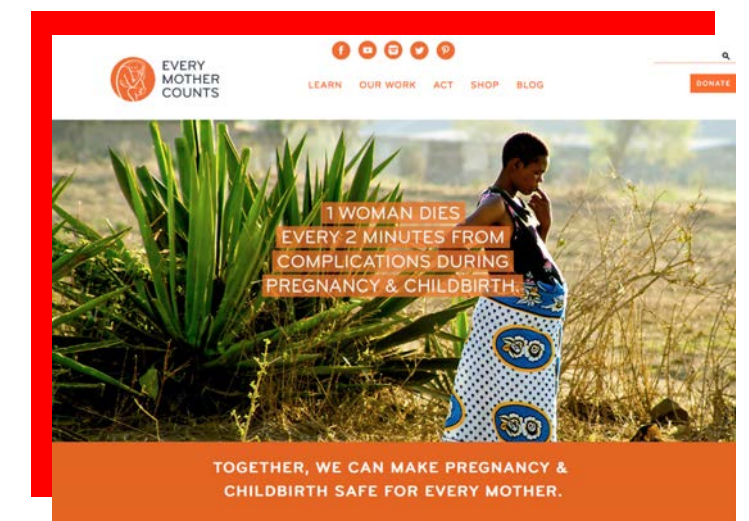 EVERY
MOTHER
COUNTS
LEARN OUR WORK ACT SHOP BLOG
DONATE
1 WOMAN DIES
EVERY 2 MINUTES FROM
COMPLICATIONS DURING
PREGNANCY & CHILDBIRTH.
TOGETHER, WE CAN MAKE PREGNANCY &
CHILDBIRTH SAFE FOR EVERY MOTHER.